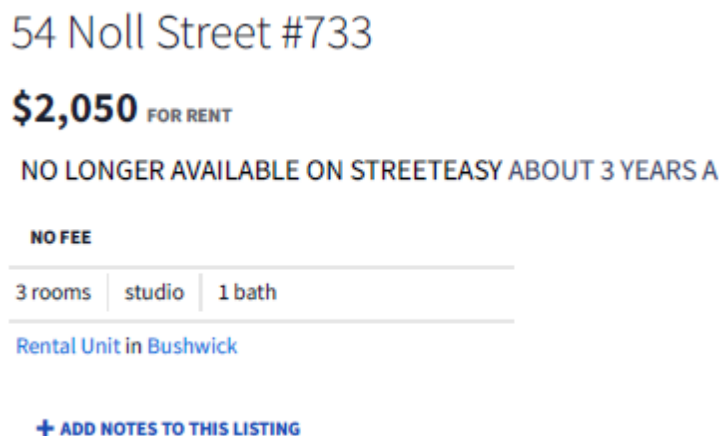 54 Noll Street #733
$2,050 FOR RENT
NO LONGER AVAILABLE ON STREETEASY ABOUT 3 YEARS A
NO FEE
3 rooms studio 1 bath
Rental Unit in Bushwick
+ ADD NOTES TO THIS LISTING